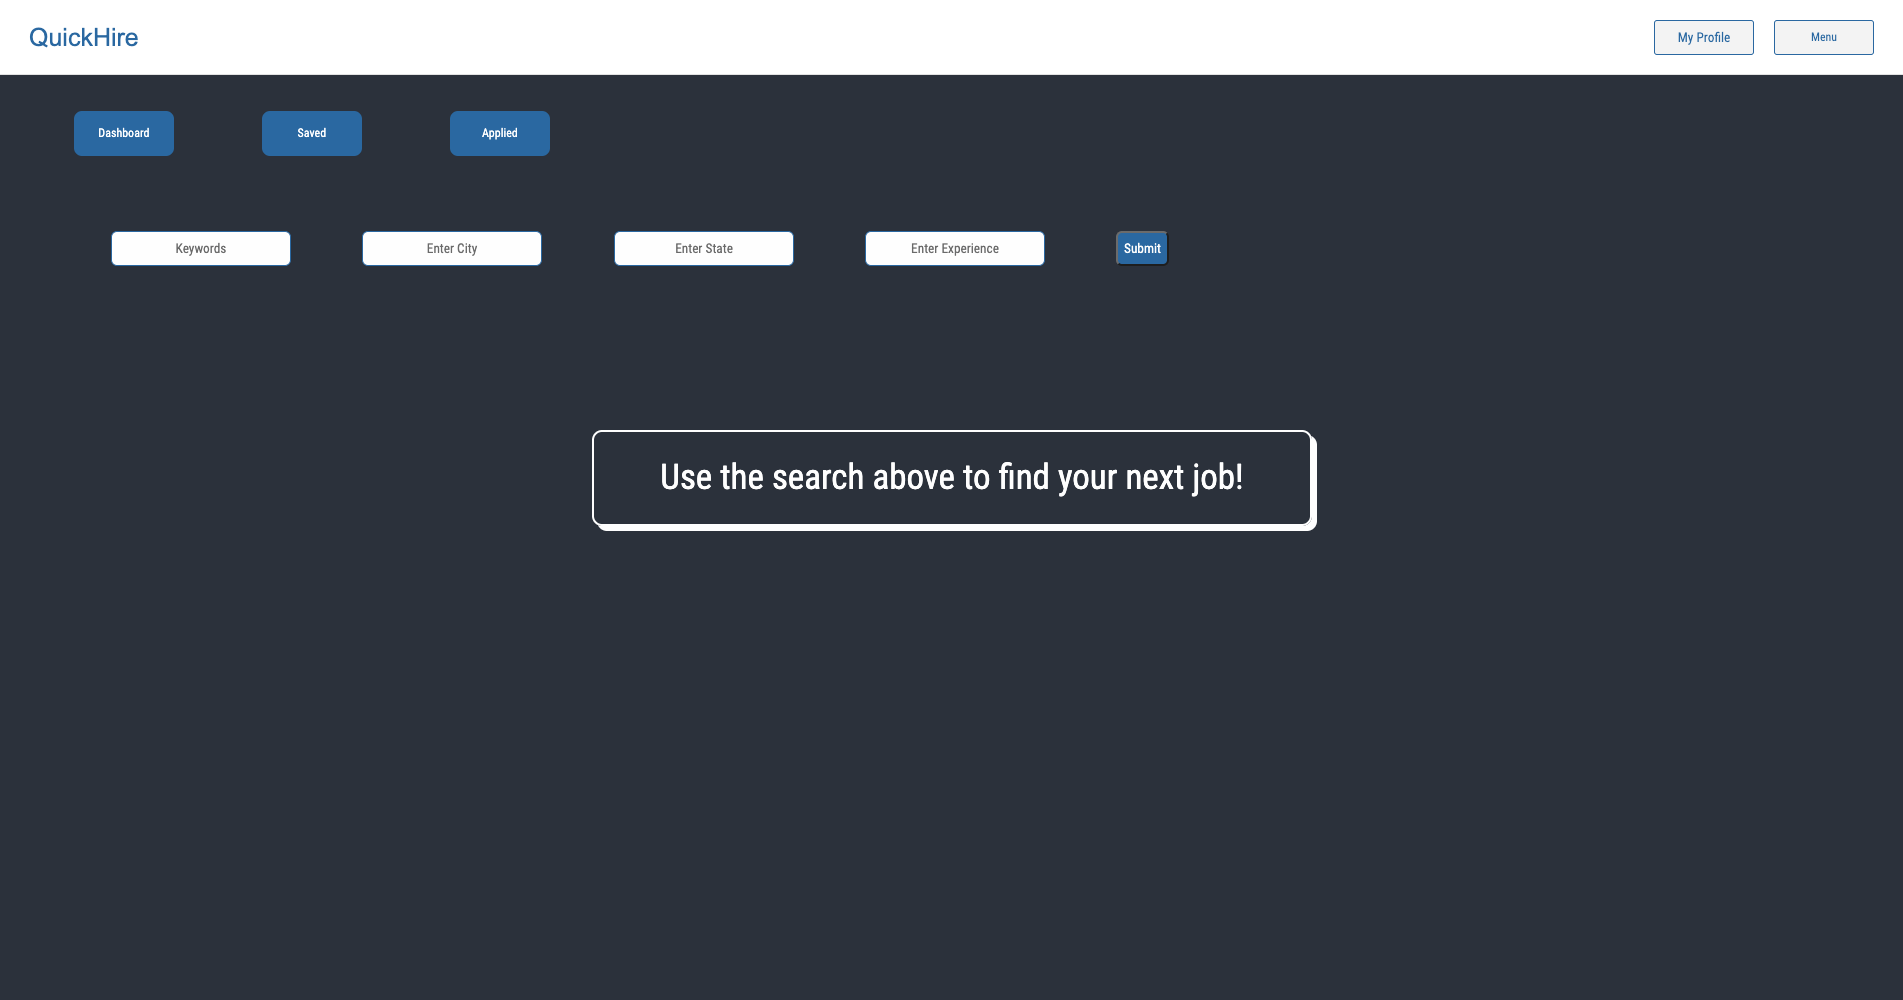 QuickHire
My Profile
Menu
Dashboard
Saved
Applied
Keywords
Enter City
Enter State
Enter Experience
Submit
Use the search above to find your next job!